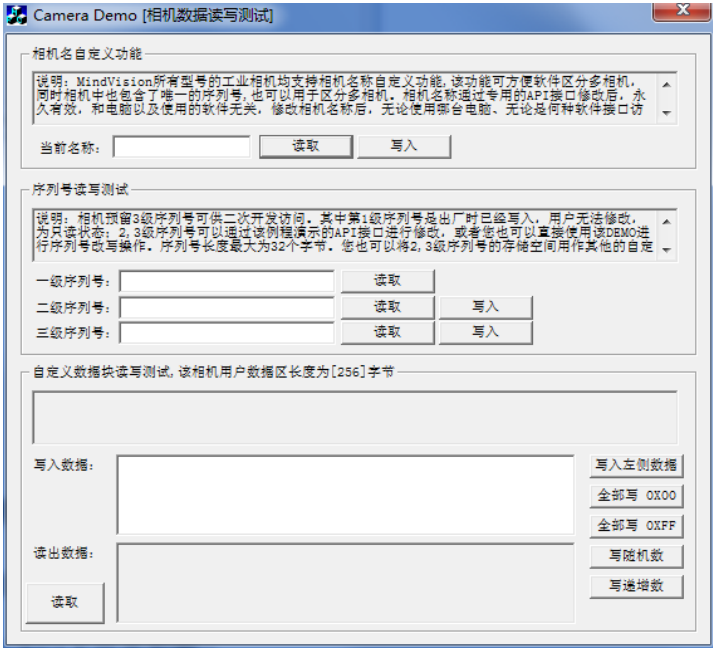 Camera Demo [相机数据读写测试]
相机名自定义功能
说明: MindVision所有型号的工业相机均支持相机名称自定义功能,该功能可方便软件区分多相机,
同时相机中也包含了唯一的序列号,也可以用于区分多相机. 相机名称通过专用的API接口修改后, 永
久有效, 和电脑以及使用的软件无关, 修改相机名称后, 无论使用哪台电脑、无论是何种软件接口访
当前名称: 读取 写入
序列号读写测试
说明: 相机预留3级序列号可供二次开发访问. 其中第1级序列号是出厂时已经写入, 用户无法修改,
为只读状态; 2,3级序列号可以通过该例程演示的API接口进行修改, 或者您也可以直接使用该DEMO进
行序列号改写操作. 序列号长度最大为32个字节. 您也可以将2,3级序列号的存储空间用作其他的自定
一级序列号: 读取
二级序列号: 读取 写入
三级序列号: 读取 写入
自定义数据块读写测试,该相机用户数据区长度为[256]字节
写入数据: 写入左侧数据
全部写 0X00
全部写 0XFF
读出数据: 写随机数
写递增数
读取